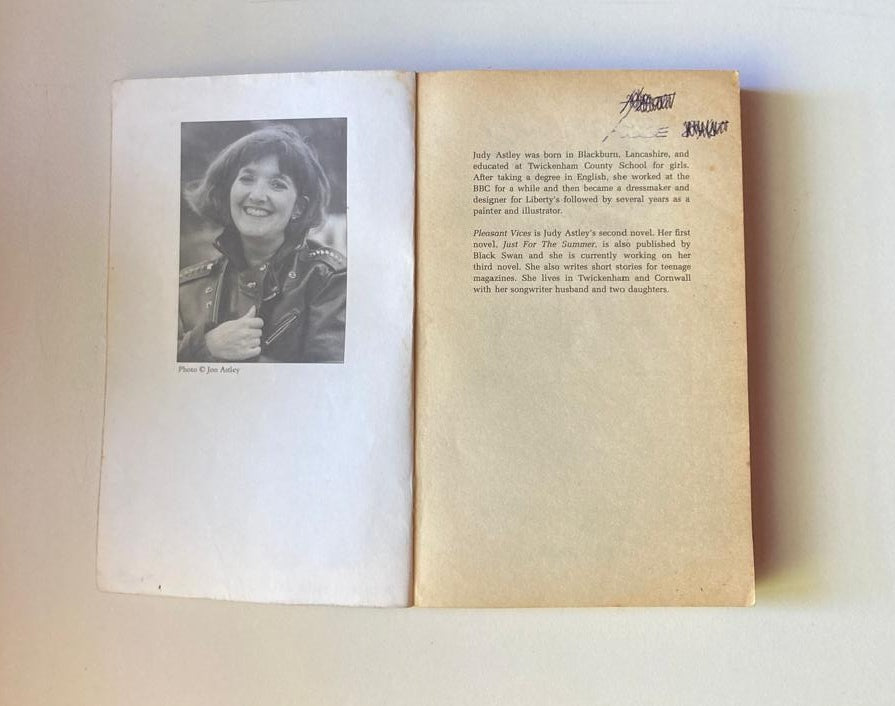 Photo © Jon Astley
Judy Astley was born in Blackburn, Lancashire, and
educated at Twickenham County School for girls.
After taking a degree in English, she worked at the
BBC for a while and then became a dressmaker and
designer for Liberty's followed by several years as a
painter and illustrator.
Pleasant Vices is Judy Astley's second novel. Her first
novel, Just For The Summer, is also published by
Black Swan and she is currently working on her
third novel. She also writes short stories for teenage
magazines. She lives in Twickenham and Cornwall
with her songwriter husband and two daughters.